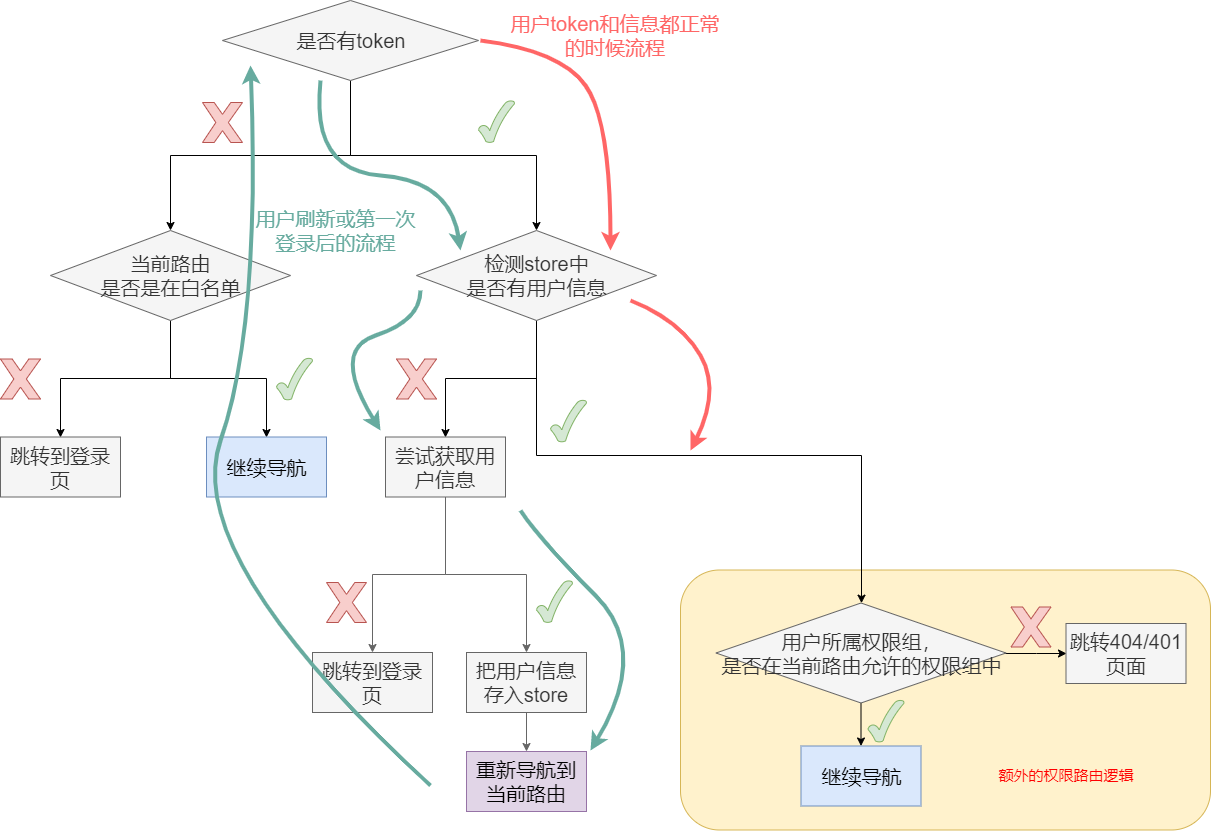 是否有token
用户token和信息都正常
的时候流程
用户刷新或第一次
登录后的流程
当前路由
是否是在白名单
检测store中
是否有用户信息
跳转到登录
页
继续导航
尝试获取用
户信息
跳转到登录
页
把用户信息
存入store
重新导航到
当前路由
用户所属权限组，
是否在当前路由允许的权限组中
跳转404/401
页面
继续导航
额外的权限路由逻辑